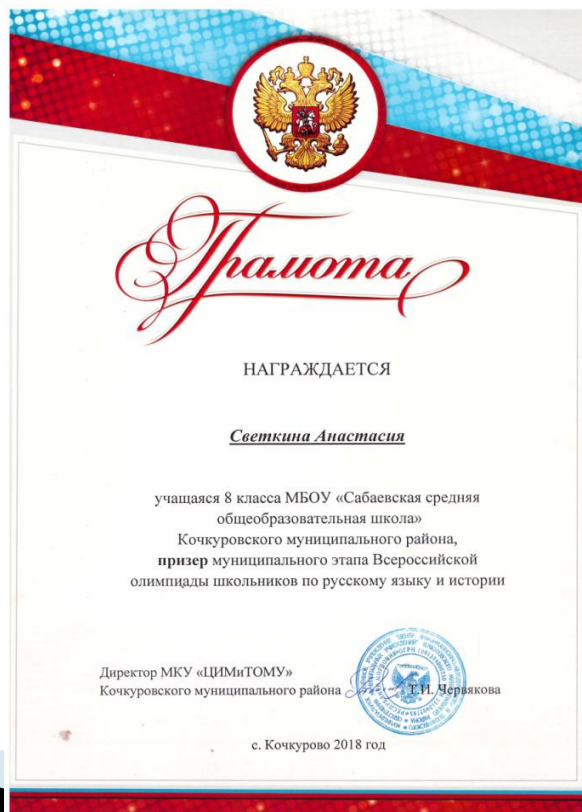 Грамота
НАГРАЖДАЕТСЯ
Светкина Анастасия
учащаяся 8 класса МБОУ «Сабаевская средняя
общеобразовательная школа»
Кочкуровского муниципального района,
призер муниципального этапа Всероссийской
олимпиады школьников по русскому языку и истории
Директор МКУ «ЦИМиТОМУ»
Кочкуровского муниципального района Т.И. Червякова
с. Кочкурово 2018 год